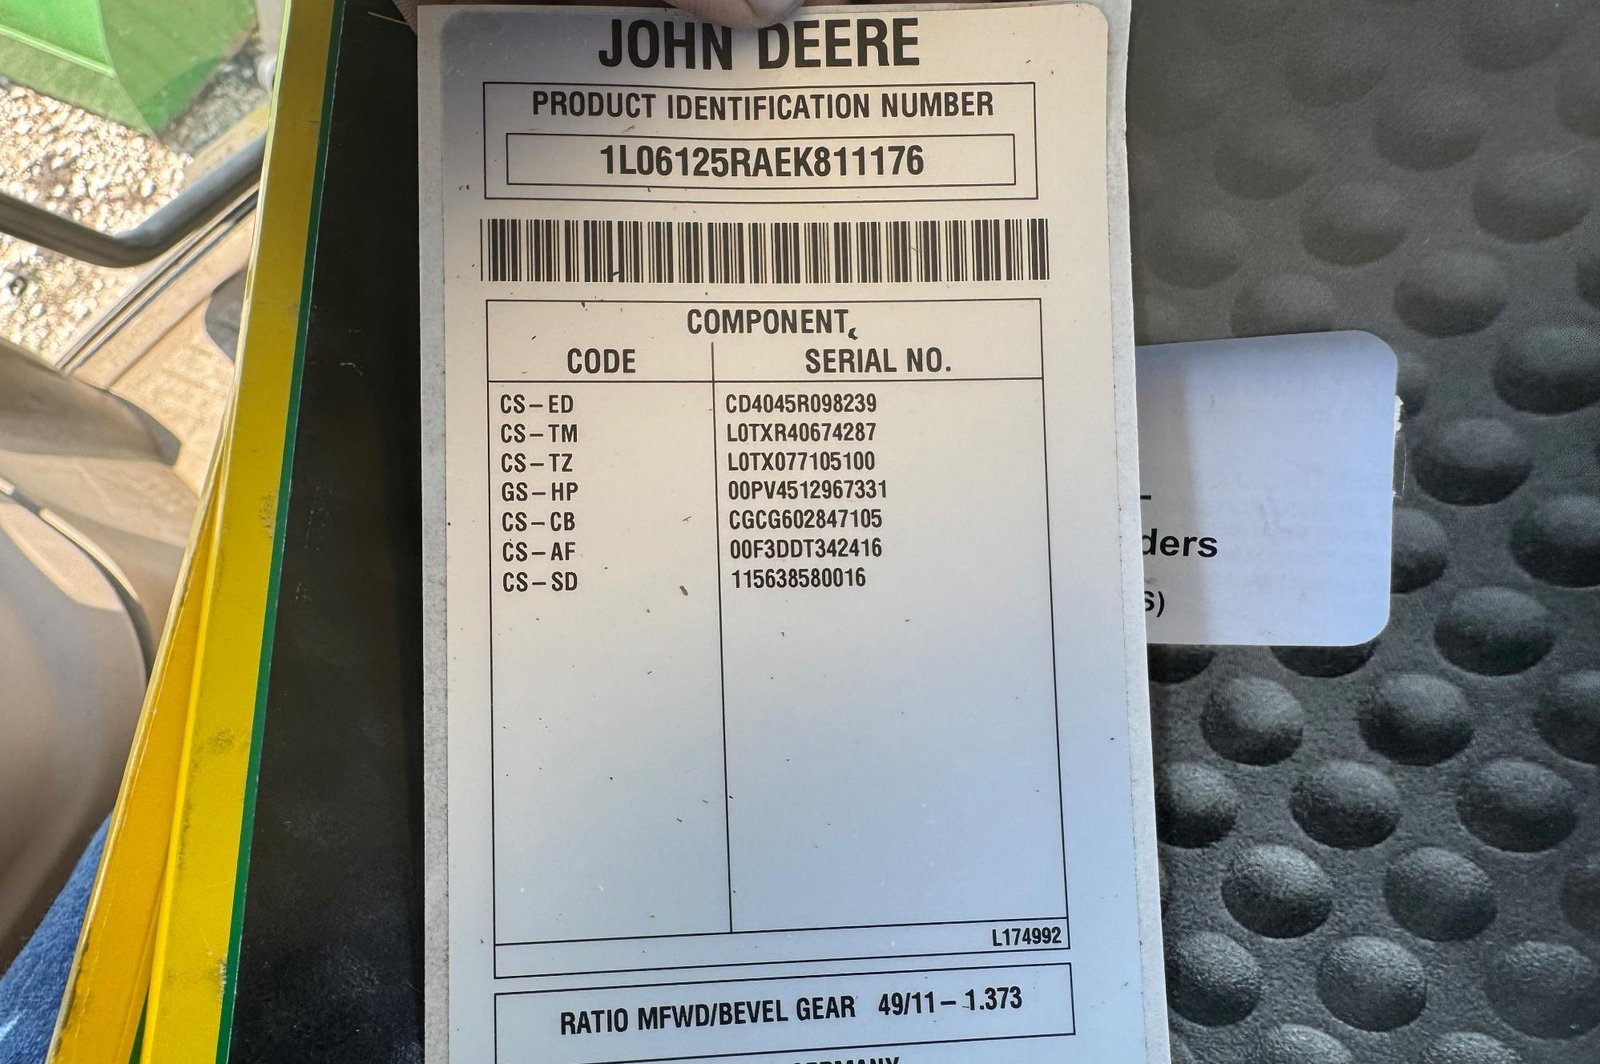 JOHN DEERE
PRODUCT IDENTIFICATION NUMBER
1L06125RAEK811176
COMPONENT
CODE SERIAL NO.
CS-ED CD4045R098239
CS-TM L0TXR40674287
CS-TZ L0TX077105100
GS-HP 00PV4512967331
CS-CB CGCG602847105
CS-AF 00F3DDT342416
CS-SD 115638580016
L174992
RATIO MFWD/BEVEL GEAR 49/11-1.373
ders
S)